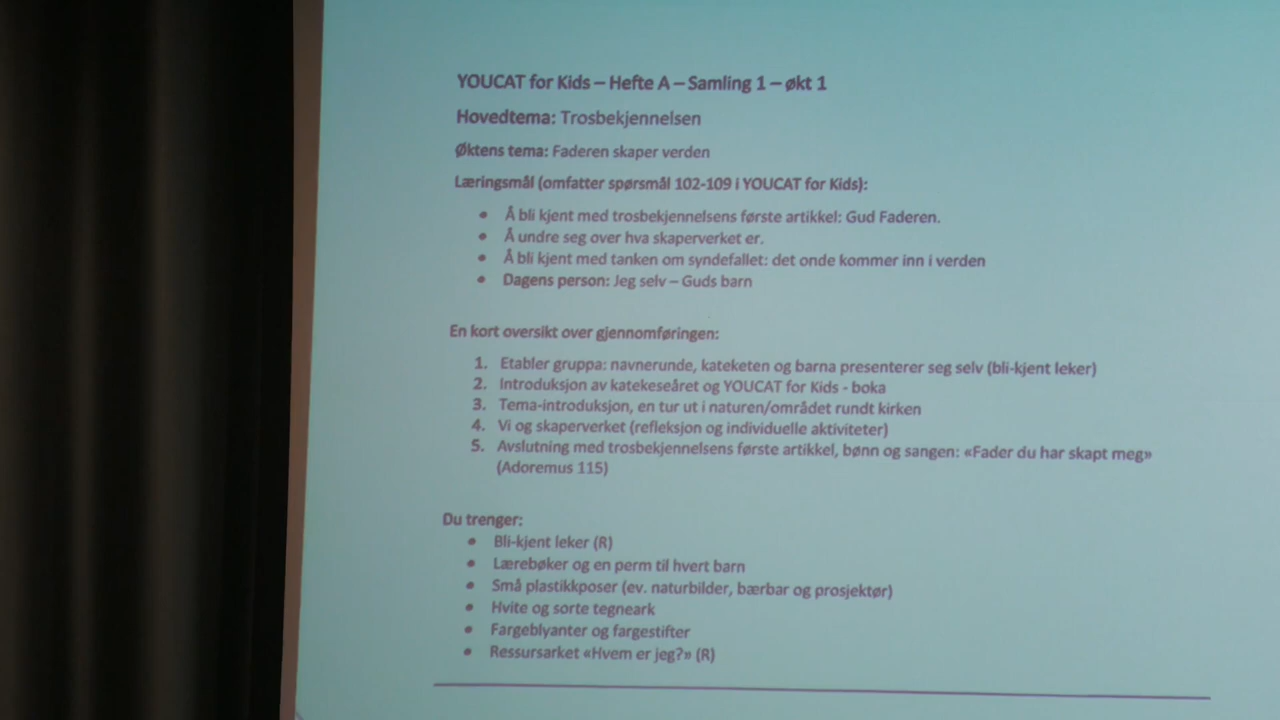 YOUCAT for Kids – Hefte A – Samling 1 – økt 1
Hovedtema: Trosbekjennelsen
Øktens tema: Faderen skaper verden
Læringsmål (omfatter spørsmål 102-109 i YOUCAT for Kids):
• Å bli kjent med trosbekjennelsens første artikkel: Gud Faderen.
• Å undre seg over hva skaperverket er.
• Å bli kjent med tanken om syndefallet: det onde kommer inn i verden
• Dagens person: Jeg selv – Guds barn
En kort oversikt over gjennomføringen:
1. Etabler gruppa: navnerunde, kateketen og barna presenterer seg selv (bli-kjent leker)
2. Introduksjon av katekeseåret og YOUCAT for Kids - boka
3. Tema-introduksjon, en tur ut i naturen/området rundt kirken
4. Vi og skaperverket (refleksjon og individuelle aktiviteter)
5. Avslutning med trosbekjennelsens første artikkel, bønn og sangen: «Fader du har skapt meg»
(Adoremus 115)
Du trenger:
• Bli-kjent leker (R)
• Lærebøker og en perm til hvert barn
• Små plastikkposer (ev. naturbilder, bærbar og prosjektør)
• Hvite og sorte tegneark
• Fargeblyanter og fargestifter
• Ressursarket «Hvem er jeg?» (R)